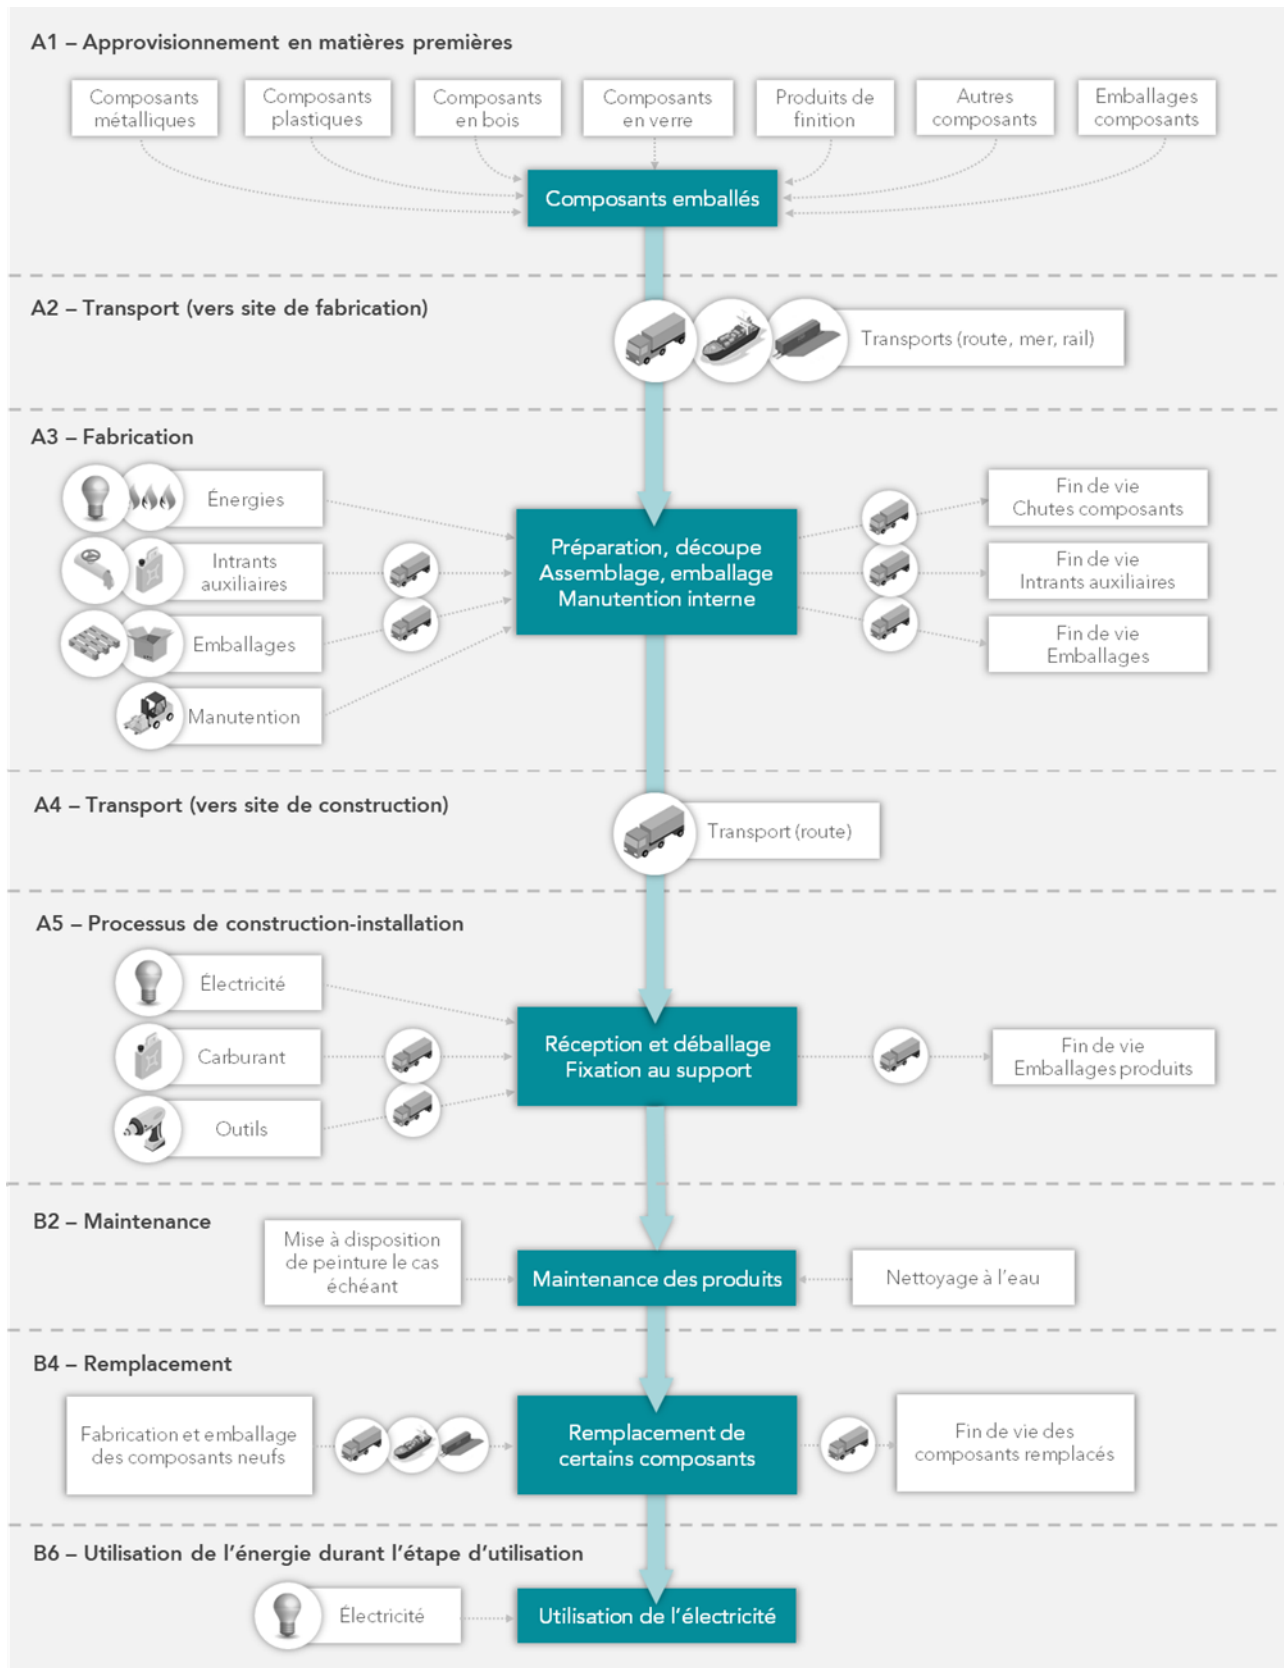 A1 – Approvisionnement en matières premières
Composants
métalliques
Composants
plastiques
Composants
en bois
Composants
en verre
Produits de
finition
Autres
composants
Emballages
composants
Composants emballés
A2 – Transport (vers site de fabrication)
Transports (route, mer, rail)
A3 – Fabrication
Énergies
Intrants
auxiliaires
Emballages
Manutention
Préparation, découpe
Assemblage, emballage
Manutention interne
Fin de vie
Chutes composants
Fin de vie
Intrants auxiliaires
Fin de vie
Emballages
A4 – Transport (vers site de construction)
Transport (route)
A5 – Processus de construction-installation
Électricité
Carburant
Outils
Réception et déballage
Fixation au support
Fin de vie
Emballages produits
B2 – Maintenance
Mise à disposition
de peinture le cas
échéant
Maintenance des produits
Nettoyage à l'eau
B4 – Remplacement
Fabrication et emballage
des composants neufs
Remplacement de
certains composants
Fin de vie des
composants remplacés
B6 – Utilisation de l'énergie durant l'étape d'utilisation
Électricité
Utilisation de l'électricité